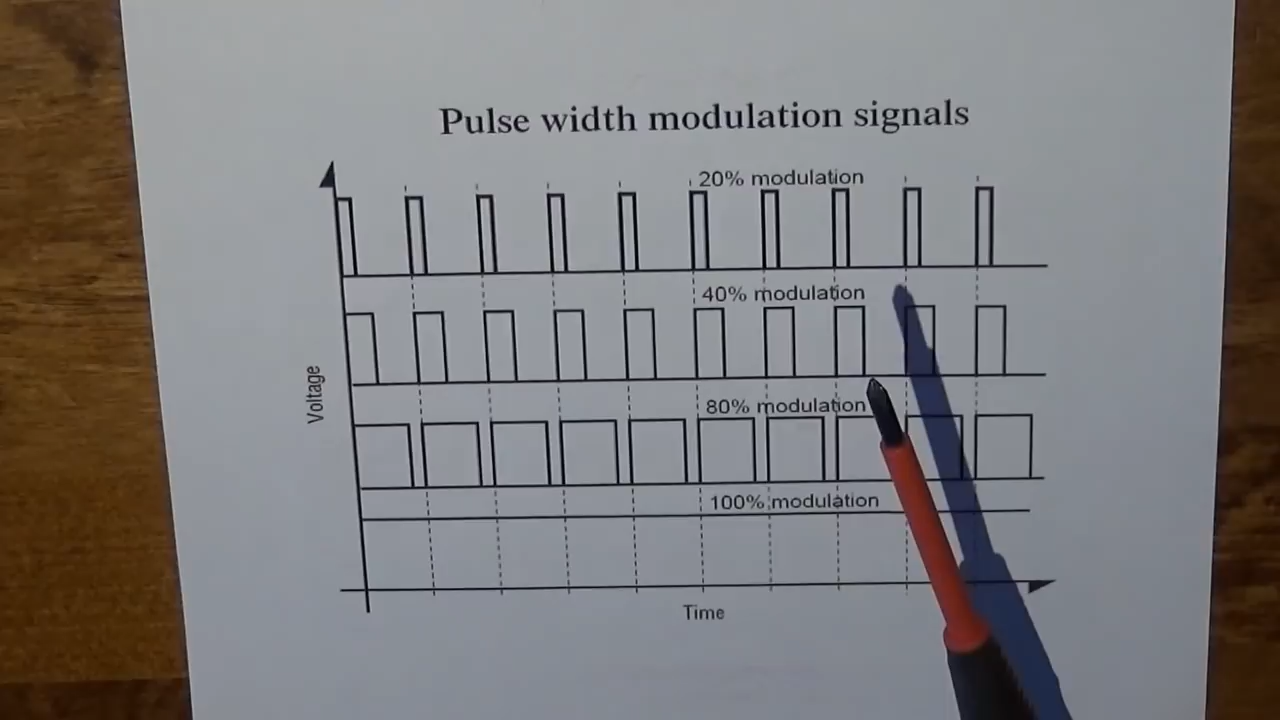 Pulse width modulation signals
20% modulation
40% modulation
Voltage
80% modulation
100% modulation
Time